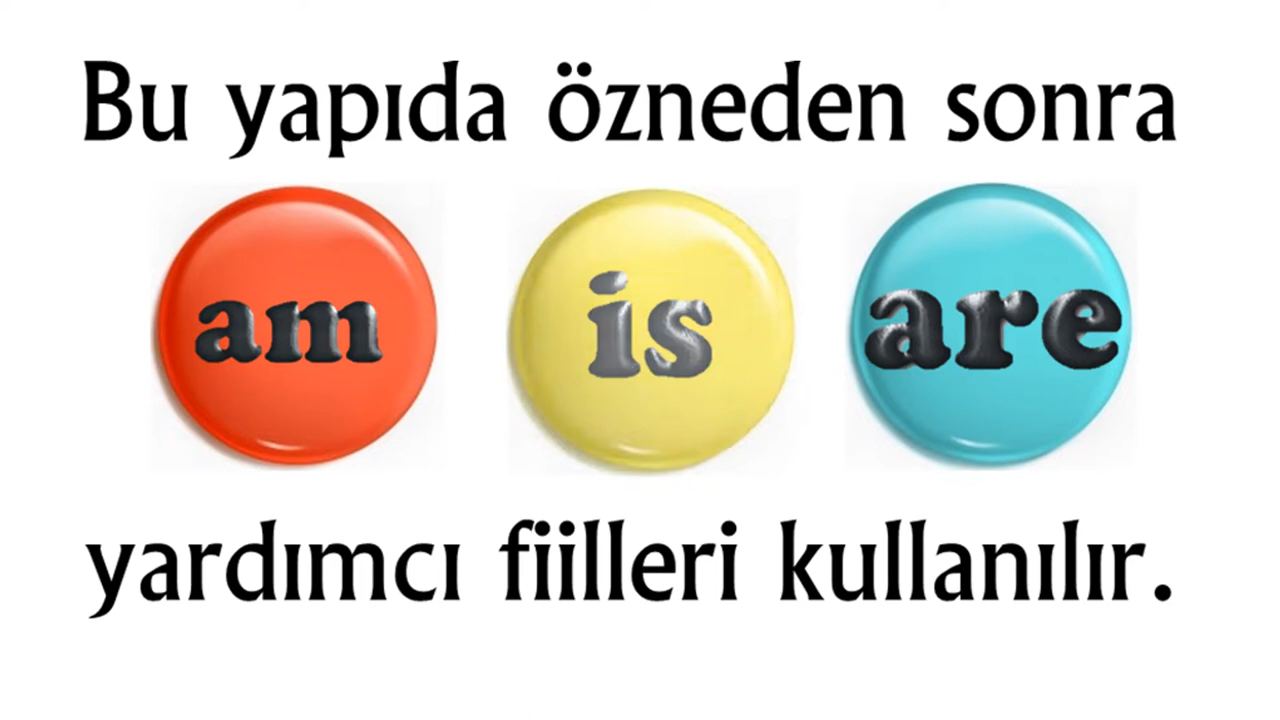 Bu yapıda özneden sonra
am is are
yardımcı fiilleri kullanılır.